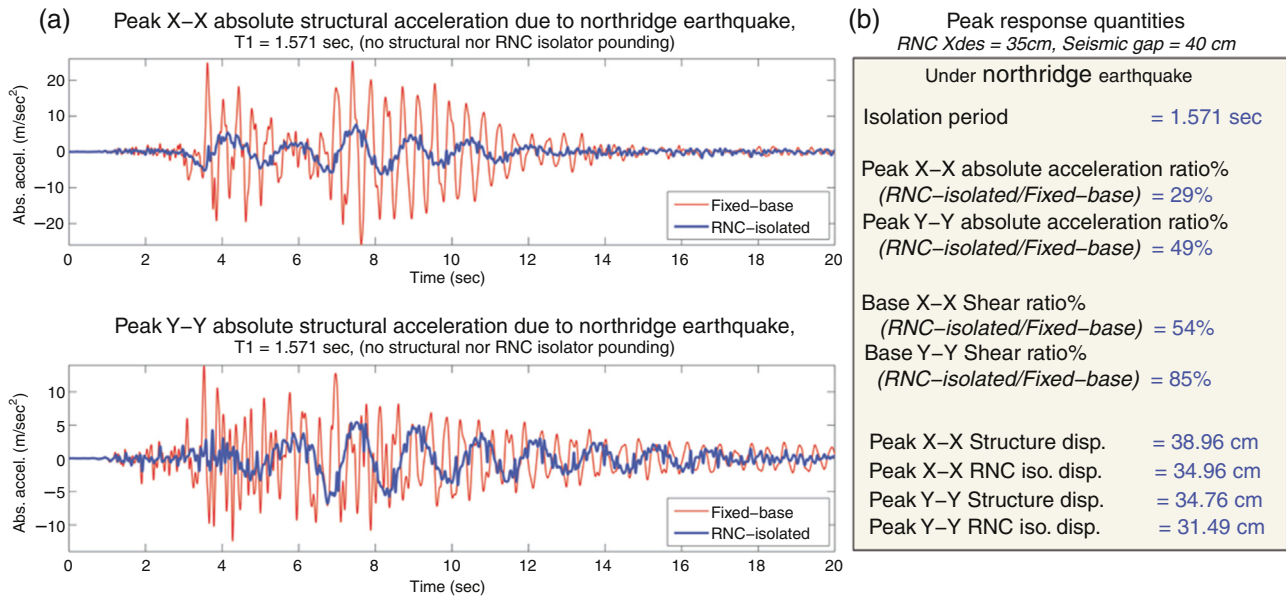 (a)
Peak X−X absolute structural acceleration due to northridge earthquake,
T1 = 1.571 sec, (no structural nor RNC isolator pounding)
Abs. accel. (m/sec²)
20
10
0
−10
−20
Fixed−base
RNC−isolated
0 2 4 6 8 10 12 14 16 18 20
Time (sec)
Peak Y−Y absolute structural acceleration due to northridge earthquake,
T1 = 1.571 sec, (no structural nor RNC isolator pounding)
Abs. accel. (m/sec²)
10
5
0
−5
−10
Fixed−base
RNC−isolated
0 2 4 6 8 10 12 14 16 18 20
Time (sec)
(b)
Peak response quantities
RNC Xdes = 35cm, Seismic gap = 40 cm
Under northridge earthquake
Isolation period = 1.571 sec
Peak X−X absolute acceleration ratio%
(RNC−isolated/Fixed−base) = 29%
Peak Y−Y absolute acceleration ratio%
(RNC−isolated/Fixed−base) = 49%
Base X−X Shear ratio%
(RNC−isolated/Fixed−base) = 54%
Base Y−Y Shear ratio%
(RNC−isolated/Fixed−base) = 85%
Peak X−X Structure disp. = 38.96 cm
Peak X−X RNC iso. disp. = 34.96 cm
Peak Y−Y Structure disp. = 34.76 cm
Peak Y−Y RNC iso. disp. = 31.49 cm